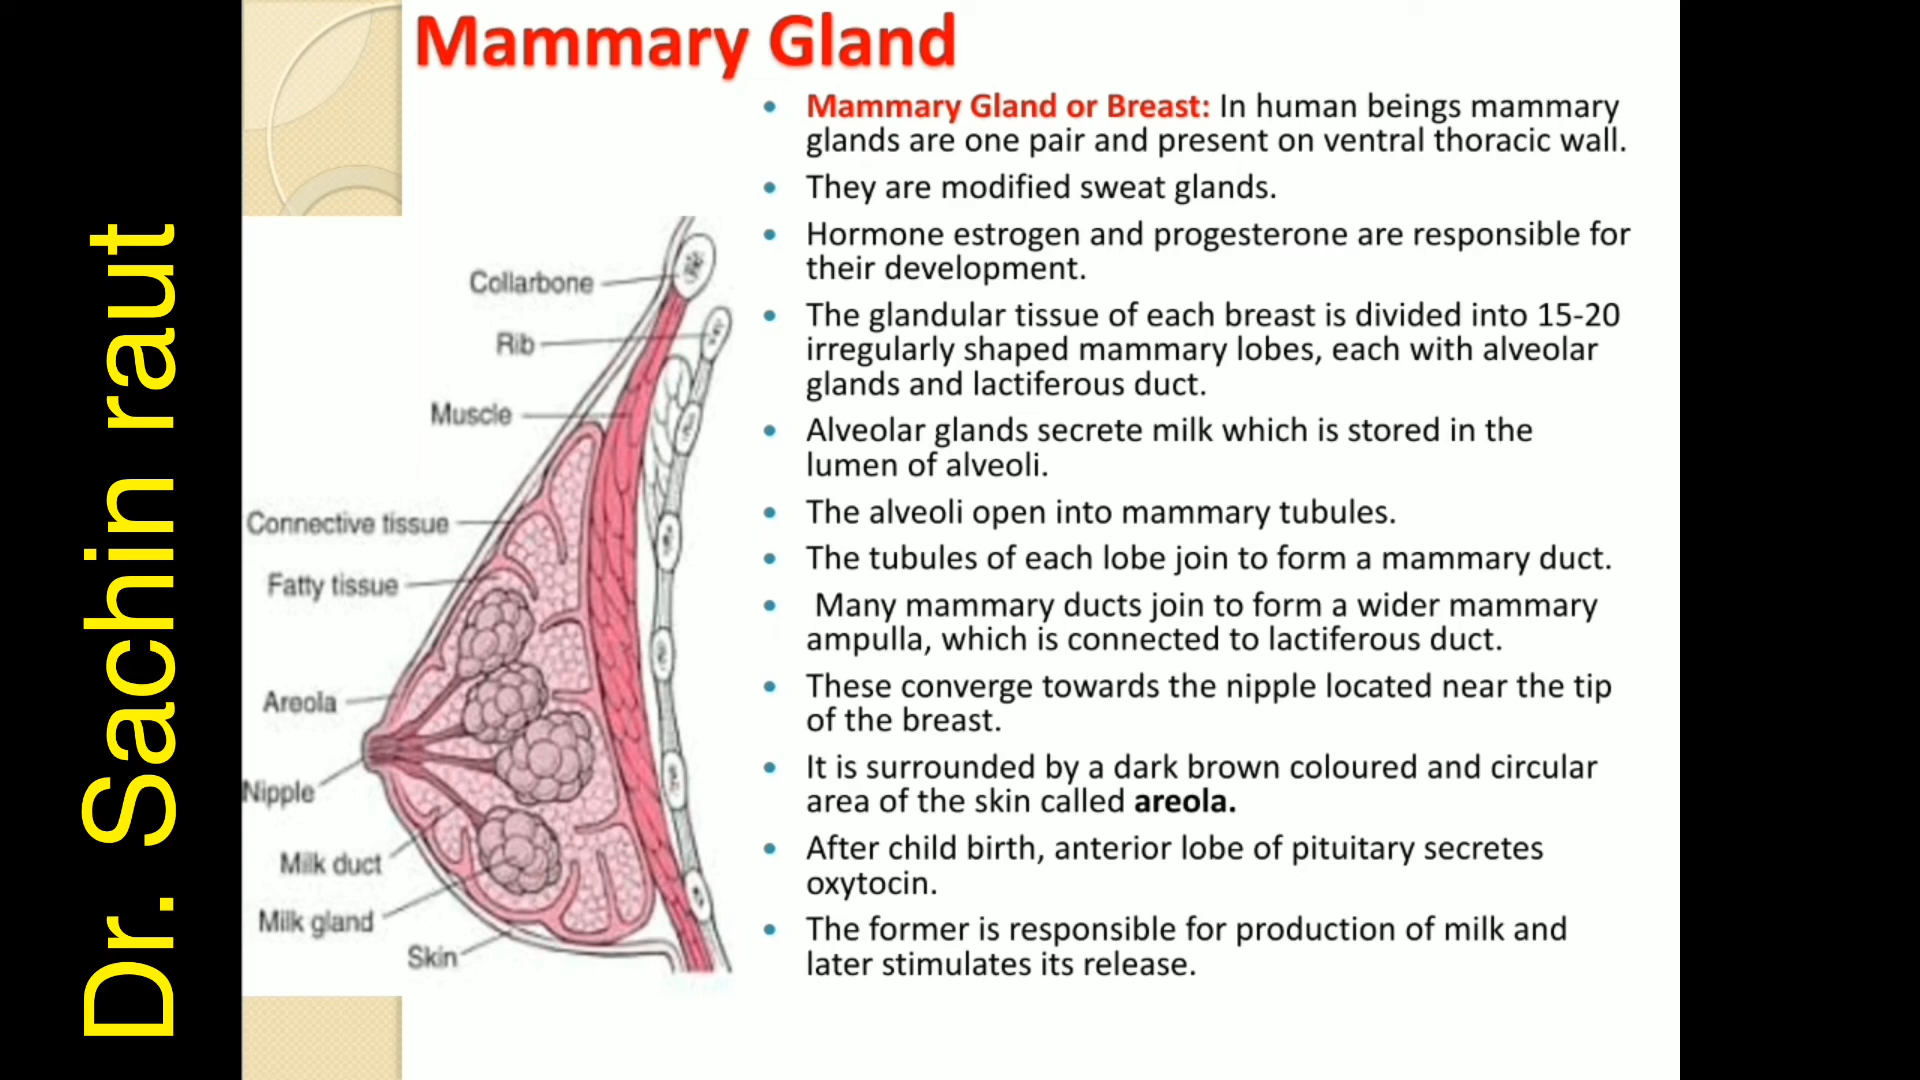 Mammary Gland
Dr. Sachin raut
Collarbone
Rib
Muscle
Connective tissue
Fatty tissue
Areola
Nipple
Milk duct
Milk gland
Skin
• Mammary Gland or Breast: In human beings mammary
glands are one pair and present on ventral thoracic wall.
• They are modified sweat glands.
• Hormone estrogen and progesterone are responsible for
their development.
• The glandular tissue of each breast is divided into 15-20
irregularly shaped mammary lobes, each with alveolar
glands and lactiferous duct.
• Alveolar glands secrete milk which is stored in the
lumen of alveoli.
• The alveoli open into mammary tubules.
• The tubules of each lobe join to form a mammary duct.
• Many mammary ducts join to form a wider mammary
ampulla, which is connected to lactiferous duct.
• These converge towards the nipple located near the tip
of the breast.
• It is surrounded by a dark brown coloured and circular
area of the skin called areola.
• After child birth, anterior lobe of pituitary secretes
oxytocin.
• The former is responsible for production of milk and
later stimulates its release.